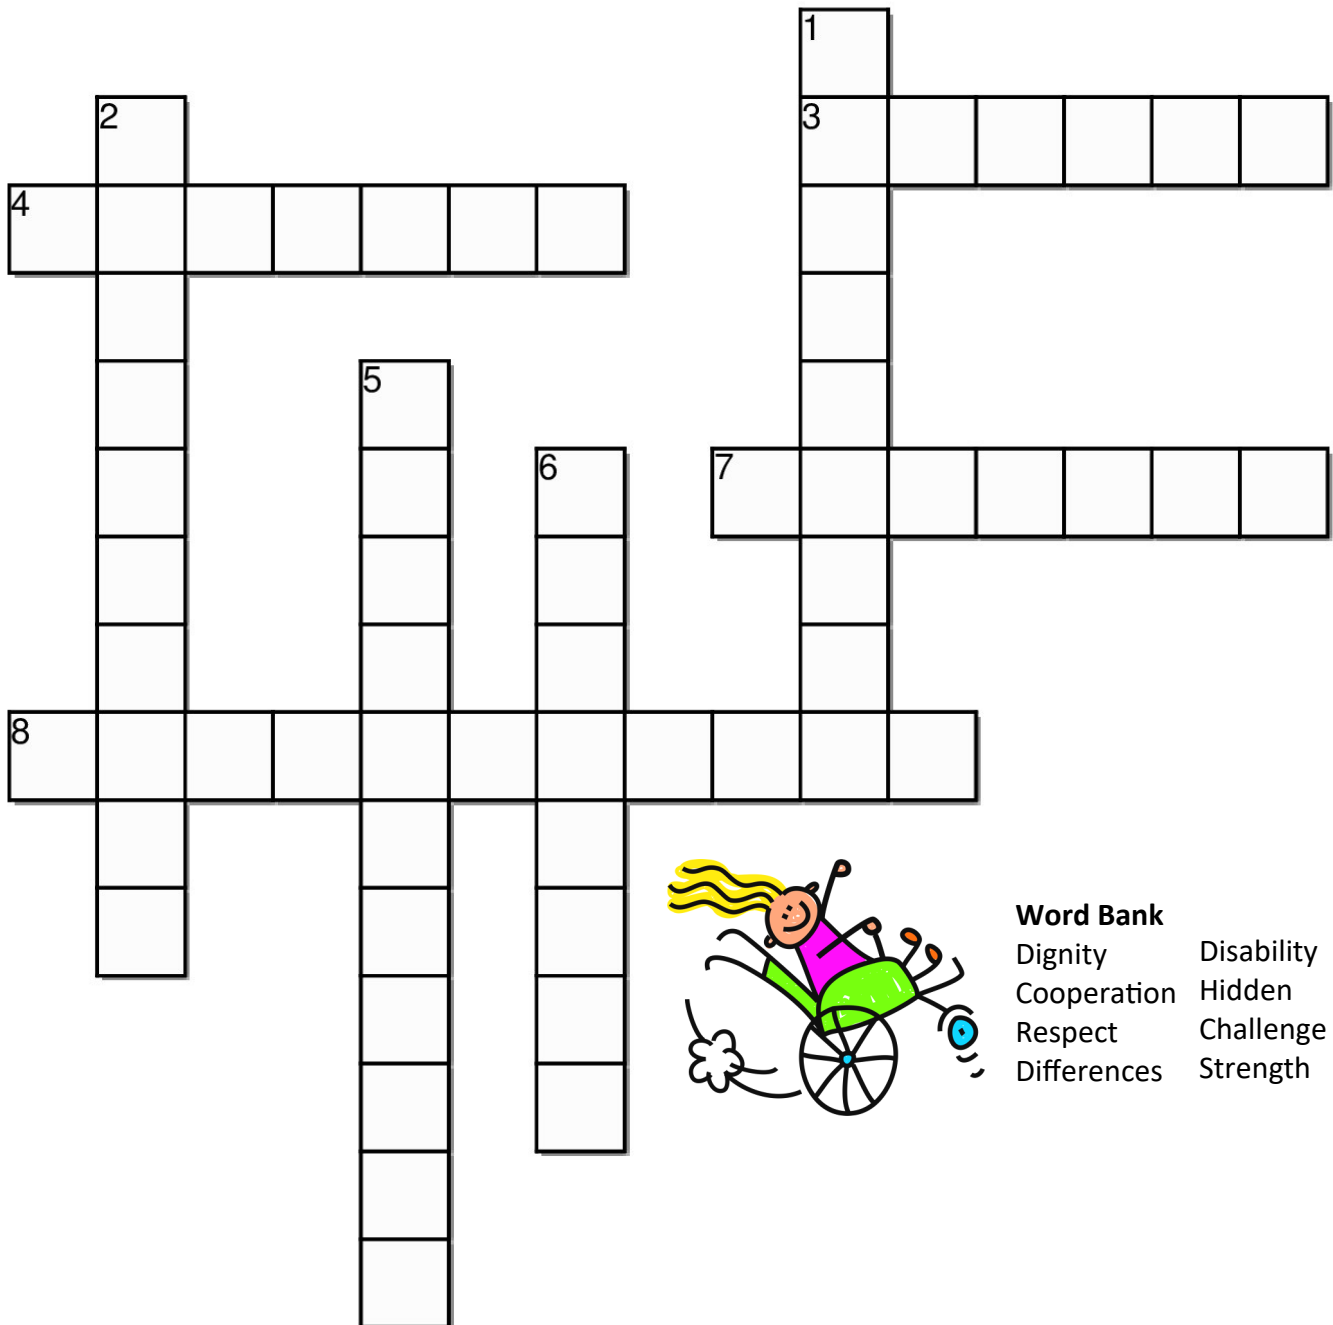 1
2
3
4
5
6
7
8
Word Bank
Dignity
Cooperation
Respect
Differences
Disability
Hidden
Challenge
Strength